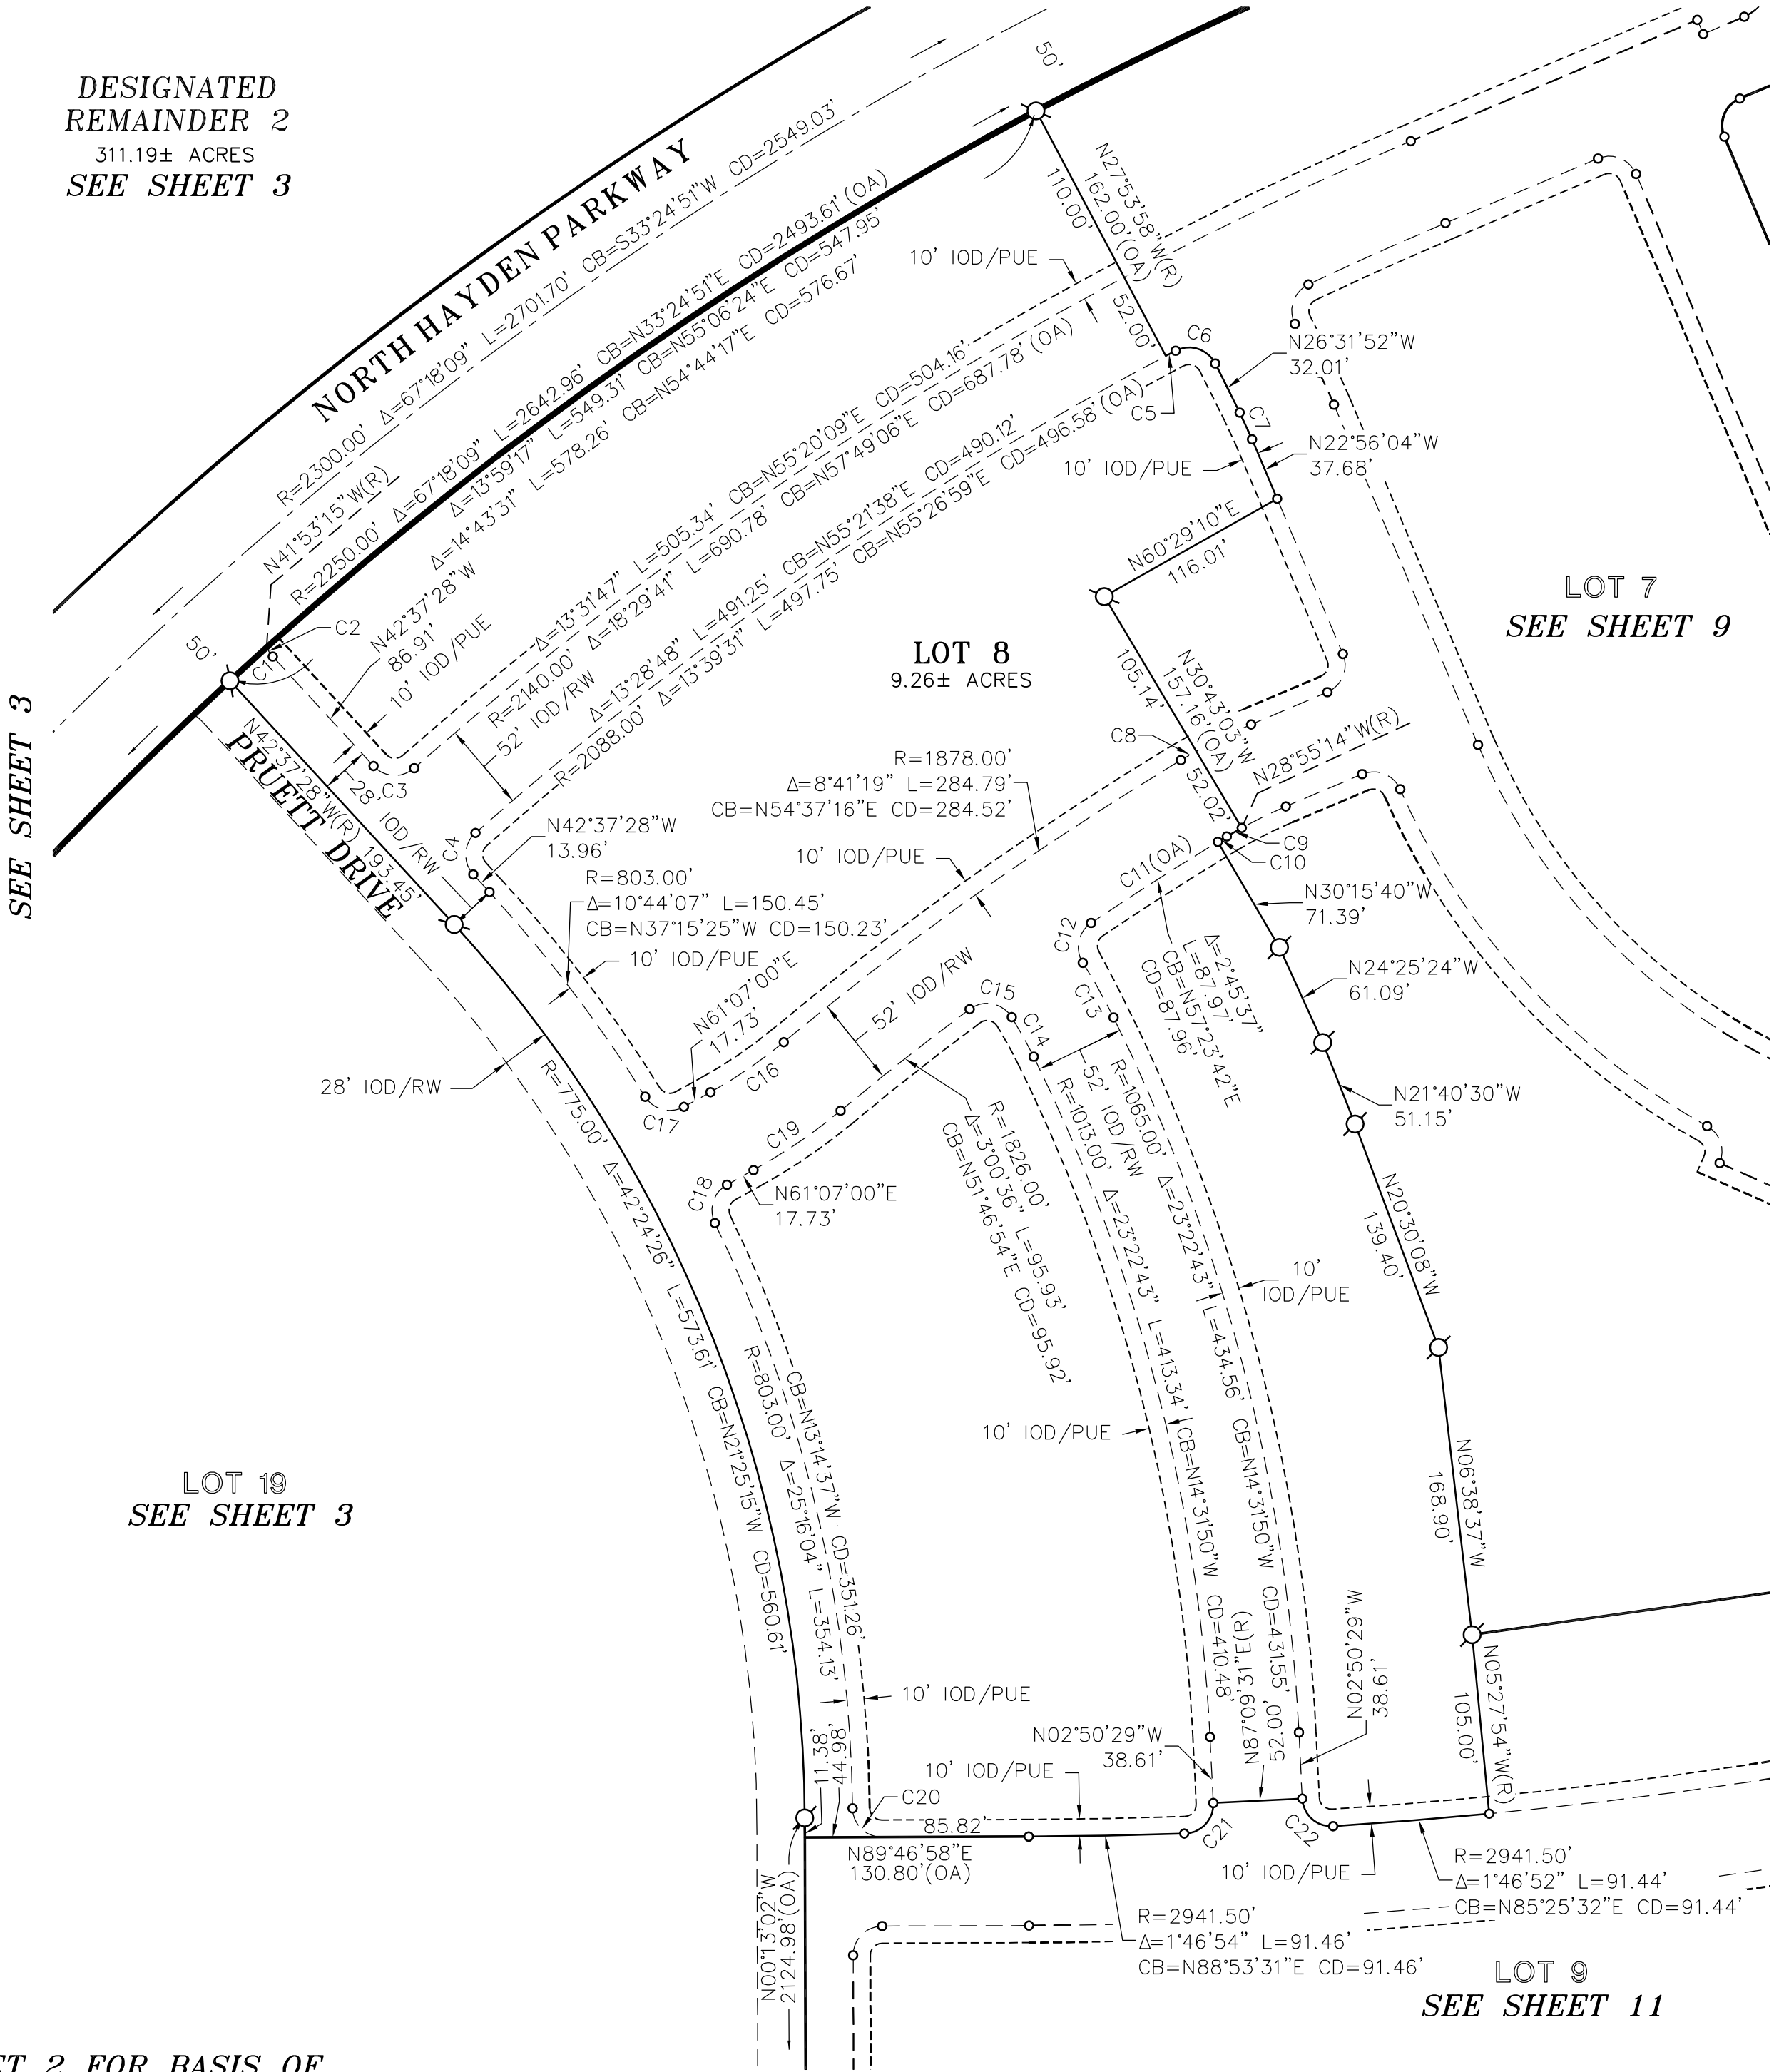 DESIGNATED
REMAINDER 2
311.19± ACRES
SEE SHEET 3
NORTH HAYDEN PARKWAY
50'
R=2300.00' Δ=67°18'09" L=2701.70' CB=S33°24'51"W CD=2549.03'
R=2250.00' Δ=67°18'09" L=2642.96' CB=N33°24'51"E CD=2493.61'(OA)
Δ=13°59'17" L=549.31' CB=N55°06'24"E CD=547.95'
Δ=14°43'31" L=578.26' CB=N54°44'17"E CD=576.67'
N41°53'15"W(R)
N27°53'58"W(R)
162.00'(OA)
110.00'
52.00'
10' IOD/PUE
Δ=13°31'47" L=505.34' CB=N55°20'09"E CD=504.16'
R=2140.00' Δ=18°29'41" L=690.78' CB=N57°49'06"E CD=687.78'(OA)
Δ=13°28'48" L=491.25' CB=N55°21'38"E CD=490.12'
R=2088.00' Δ=13°39'31" L=497.75' CB=N55°26'59"E CD=496.58'(OA)
C5
C6
N26°31'52"W
32.01'
C7
N22°56'04"W
37.68'
10' IOD/PUE
N60°29'10"E
116.01'
LOT 7
SEE SHEET 9
50'
C1
C2
N42°37'28"W
86.91'
10' IOD/PUE
C3
28' IOD/RW
52' IOD/RW
N42°37'28"W(R) 193.45'
PRUETT DRIVE
SEE SHEET 3
C4
N42°37'28"W
13.96'
LOT 8
9.26± ACRES
105.14'
N30°43'03"W
157.16'(OA)
52.02'
N28°55'14"W(R)
C8
R=1878.00'
Δ=8°41'19" L=284.79'
CB=N54°37'16"E CD=284.52'
10' IOD/PUE
R=803.00'
Δ=10°44'07" L=150.45'
CB=N37°15'25"W CD=150.23'
10' IOD/PUE
C9
C10
C11(OA)
N30°15'40"W
71.39'
C12
C13
Δ=2°45'37"
L=87.97'
CB=N57°23'42"E
CD=87.96'
N24°25'24"W
61.09'
N61°07'00"E
17.73'
52' IOD/RW
C15
C14
C16
C17
28' IOD/RW
52' IOD/RW
N21°40'30"W
51.15'
C19
C18
N61°07'00"E
17.73'
R=1826.00'
Δ=3°00'36" L=95.93'
CB=N51°46'54"E CD=95.92'
R=1065.00' Δ=23°22'43" L=434.56' CB=N14°31'50"W CD=431.55'
R=1013.00' Δ=23°22'43" L=413.34' CB=N14°31'50"W CD=410.48'
N20°30'08"W
139.40'
10'
IOD/PUE
R=775.00' Δ=42°24'26" L=573.61' CB=N21°25'15"W CD=560.61'
CB=N13°14'37"W CD=351.26'
R=803.00' Δ=25°16'04" L=354.13'
10' IOD/PUE
LOT 19
SEE SHEET 3
N06°38'37"W
168.90'
N05°27'54"W(R)
105.00'
10' IOD/PUE
N02°50'29"W
38.61'
N87°09'31"E(R)
52.00'
N02°50'29"W
38.61'
10' IOD/PUE
11.38'
44.98'
C20
85.82'
N89°46'58"E
130.80'(OA)
C21
C22
10' IOD/PUE
R=2941.50'
Δ=1°46'52" L=91.44'
CB=N85°25'32"E CD=91.44'
R=2941.50'
Δ=1°46'54" L=91.46'
CB=N88°53'31"E CD=91.46'
N00°13'02"W
2124.98'(OA)
LOT 9
SEE SHEET 11
ET 2 FOR BASIS OF